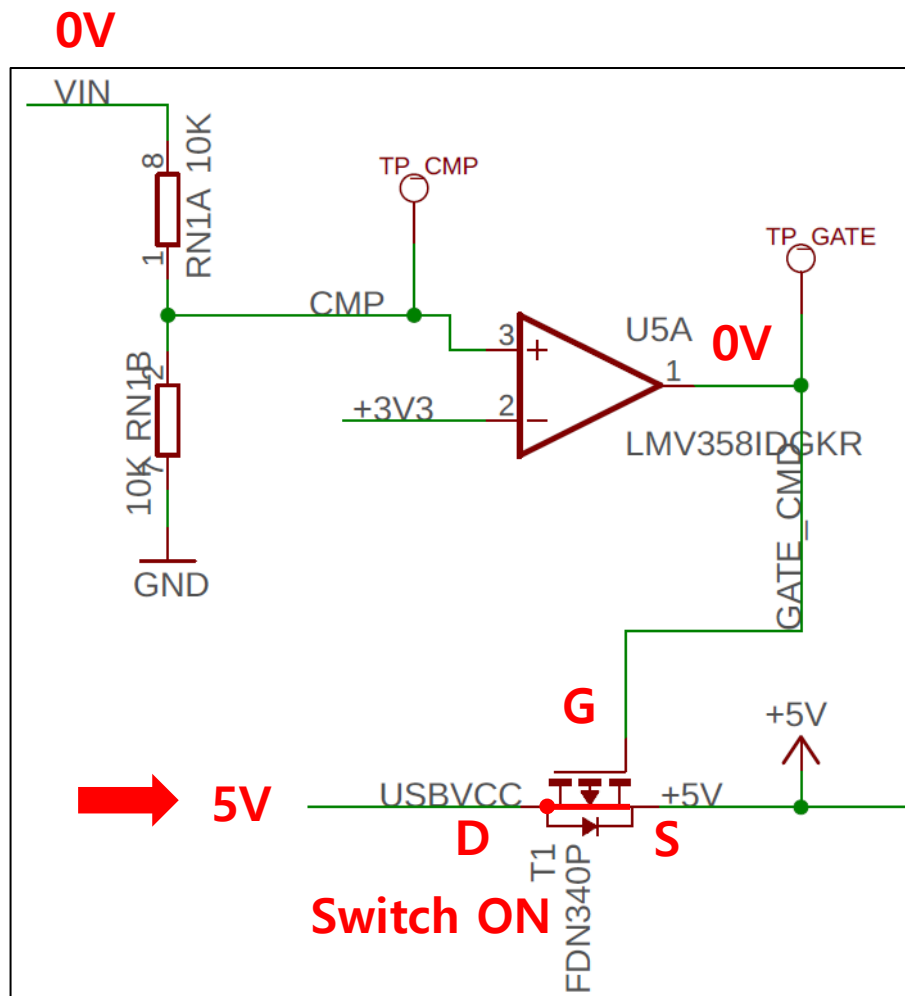 0V
VIN
8
RN1A 10K
1
TP_CMP
TP_GATE
CMP
3
+
U5A
0V
1
+3V3
2
-
LMV358IDGKR
2
10K RN1B
7
GATE_CMD
GND
G
+5V
5V
USBVCC
+5V
D
S
T1
FDN340P
Switch ON